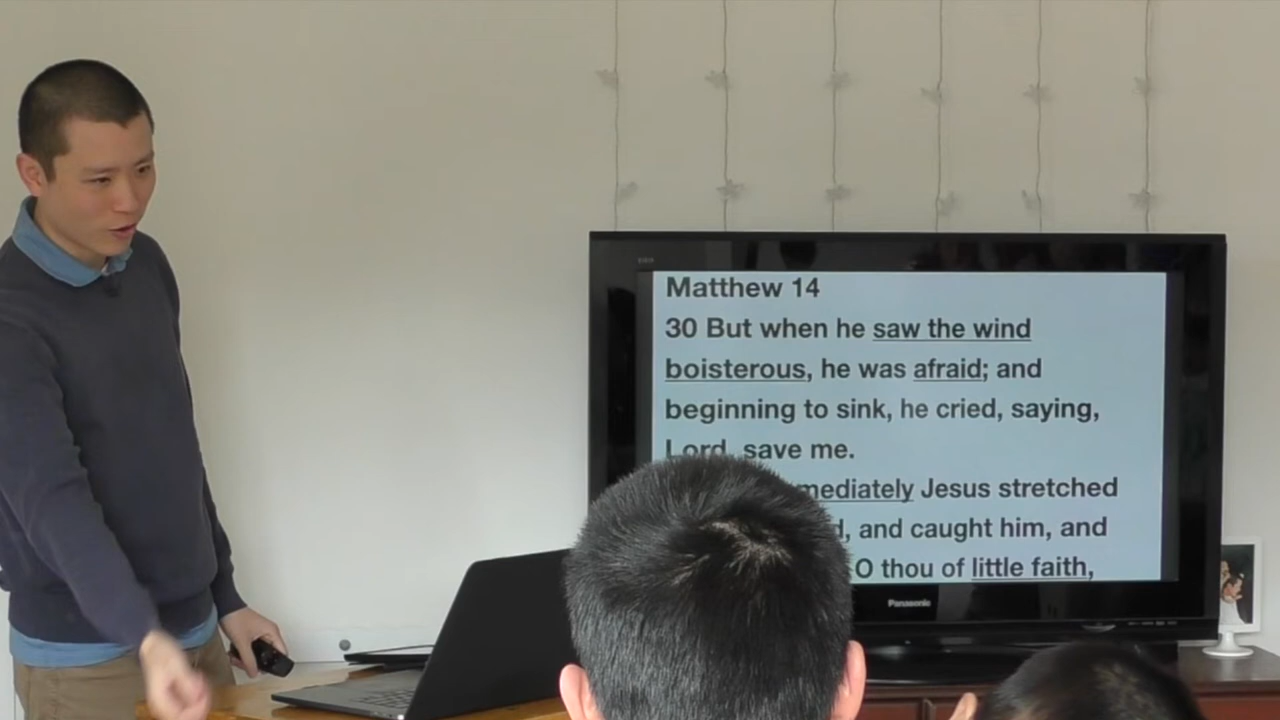 Matthew 14
30 But when he saw the wind
boisterous, he was afraid; and
beginning to sink, he cried, saying,
Lord, save me.
mediately Jesus stretched
d, and caught him, and
O thou of little faith,
Panasonic